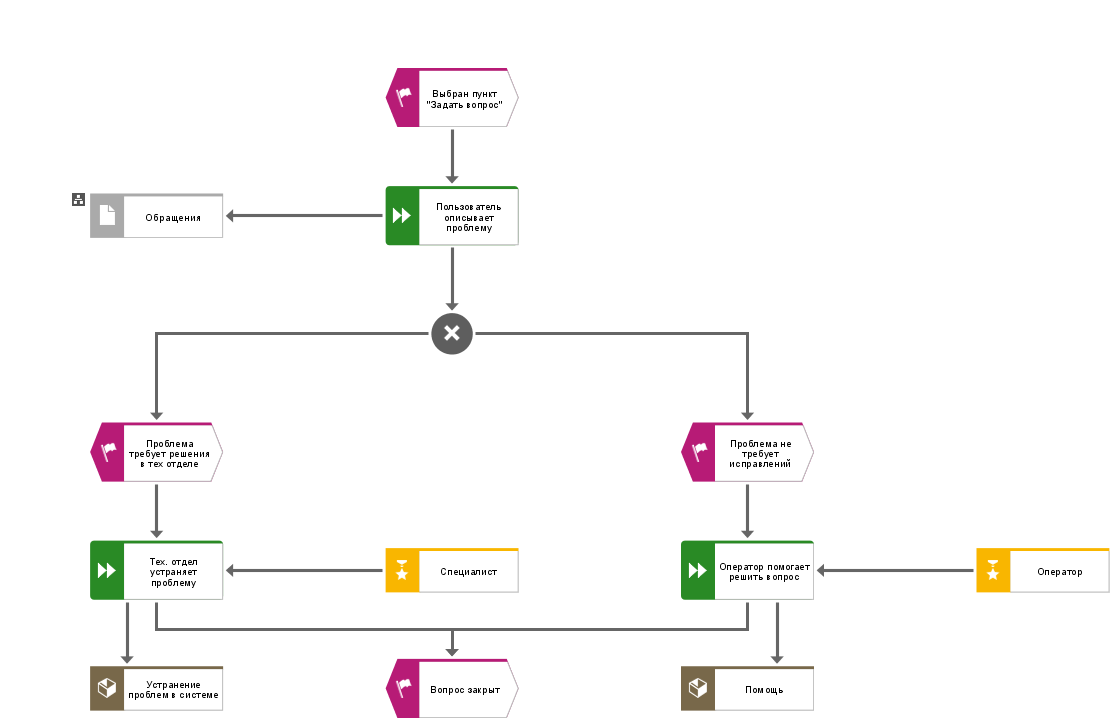 Выбран пункт
"Задать вопрос"
Обращения
Пользователь
описывает
проблему
Проблема
требует решения
в тех отделе
Проблема не
требует
исправлений
Тех. отдел
устраняет
проблему
Специалист
Оператор помогает
решить вопрос
Оператор
Устранение
проблем в системе
Вопрос закрыт
Помощь